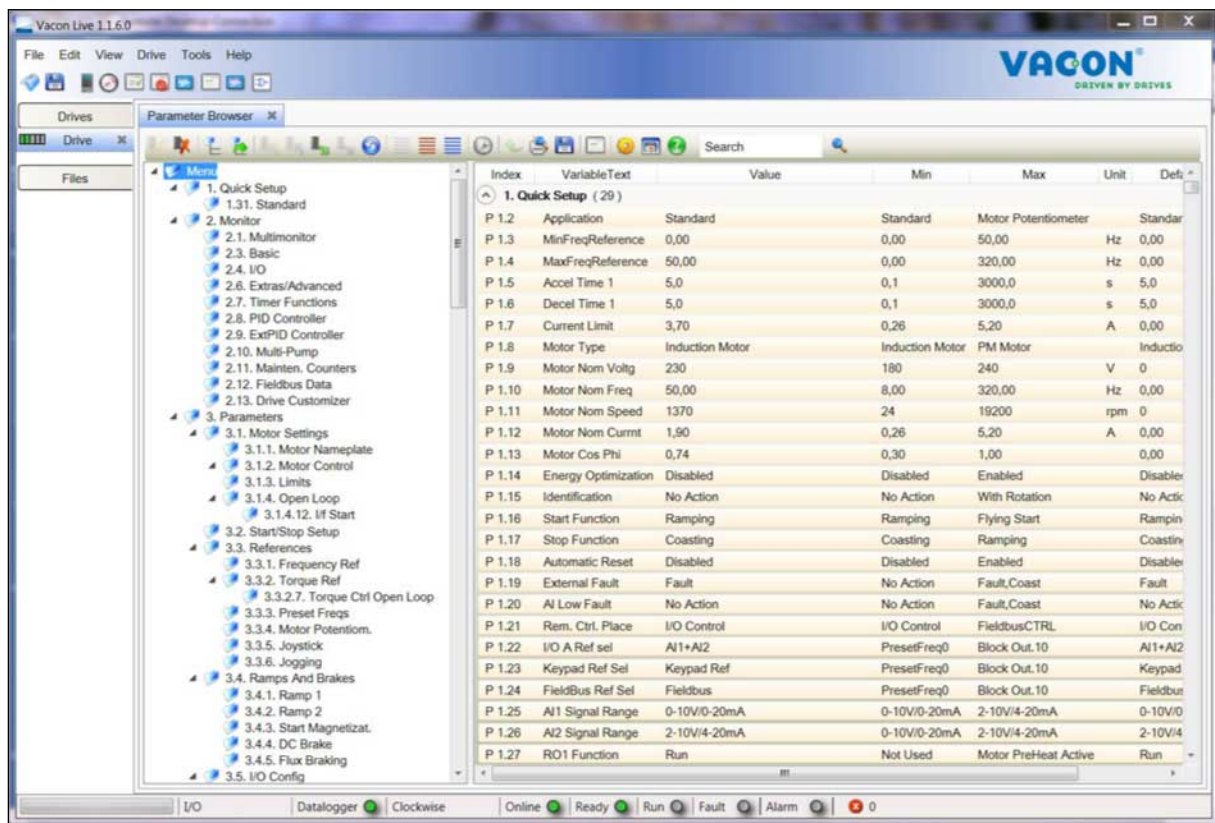 Vacon Live 1.1.6.0
File Edit View Drive Tools Help
VACON®
DRIVEN BY DRIVES
Drives
Drive
Files
Parameter Browser
Search
Menu
1. Quick Setup
1.31. Standard
2. Monitor
2.1. Multimonitor
2.3. Basic
2.4. I/O
2.6. Extras/Advanced
2.7. Timer Functions
2.8. PID Controller
2.9. ExtPID Controller
2.10. Multi-Pump
2.11. Mainten. Counters
2.12. Fieldbus Data
2.13. Drive Customizer
3. Parameters
3.1. Motor Settings
3.1.1. Motor Nameplate
3.1.2. Motor Control
3.1.3. Limits
3.1.4. Open Loop
3.1.4.12. I/f Start
3.2. Start/Stop Setup
3.3. References
3.3.1. Frequency Ref
3.3.2. Torque Ref
3.3.2.7. Torque Ctrl Open Loop
3.3.3. Preset Freqs
3.3.4. Motor Potentiom.
3.3.5. Joystick
3.3.6. Jogging
3.4. Ramps And Brakes
3.4.1. Ramp 1
3.4.2. Ramp 2
3.4.3. Start Magnetizat.
3.4.4. DC Brake
3.4.5. Flux Braking
3.5. I/O Config
Index VariableText Value Min Max Unit Defa
1. Quick Setup (29)
P 1.2 Application Standard Standard Motor Potentiometer Standar
P 1.3 MinFreqReference 0,00 0,00 50,00 Hz 0,00
P 1.4 MaxFreqReference 50,00 0,00 320,00 Hz 0,00
P 1.5 Accel Time 1 5,0 0,1 3000,0 s 5,0
P 1.6 Decel Time 1 5,0 0,1 3000,0 s 5,0
P 1.7 Current Limit 3,70 0,26 5,20 A 0,00
P 1.8 Motor Type Induction Motor Induction Motor PM Motor Inductio
P 1.9 Motor Nom Voltg 230 180 240 V 0
P 1.10 Motor Nom Freq 50,00 8,00 320,00 Hz 0,00
P 1.11 Motor Nom Speed 1370 24 19200 rpm 0
P 1.12 Motor Nom Currnt 1,90 0,26 5,20 A 0,00
P 1.13 Motor Cos Phi 0,74 0,30 1,00 0,00
P 1.14 Energy Optimization Disabled Disabled Enabled Disable
P 1.15 Identification No Action No Action With Rotation No Actic
P 1.16 Start Function Ramping Ramping Flying Start Rampin
P 1.17 Stop Function Coasting Coasting Ramping Coastin
P 1.18 Automatic Reset Disabled Disabled Enabled Disable
P 1.19 External Fault Fault No Action Fault,Coast Fault
P 1.20 AI Low Fault No Action No Action Fault,Coast No Actic
P 1.21 Rem. Ctrl. Place I/O Control I/O Control FieldbusCTRL I/O Con
P 1.22 I/O A Ref sel AI1+AI2 PresetFreq0 Block Out.10 AI1+AI2
P 1.23 Keypad Ref Sel Keypad Ref PresetFreq0 Block Out.10 Keypad
P 1.24 FieldBus Ref Sel Fieldbus PresetFreq0 Block Out.10 Fieldbus
P 1.25 AI1 Signal Range 0-10V/0-20mA 0-10V/0-20mA 2-10V/4-20mA 0-10V/0
P 1.26 AI2 Signal Range 2-10V/4-20mA 0-10V/0-20mA 2-10V/4-20mA 2-10V/4
P 1.27 RO1 Function Run Not Used Motor PreHeat Active Run
I/O Datalogger Clockwise Online Ready Run Fault Alarm 0